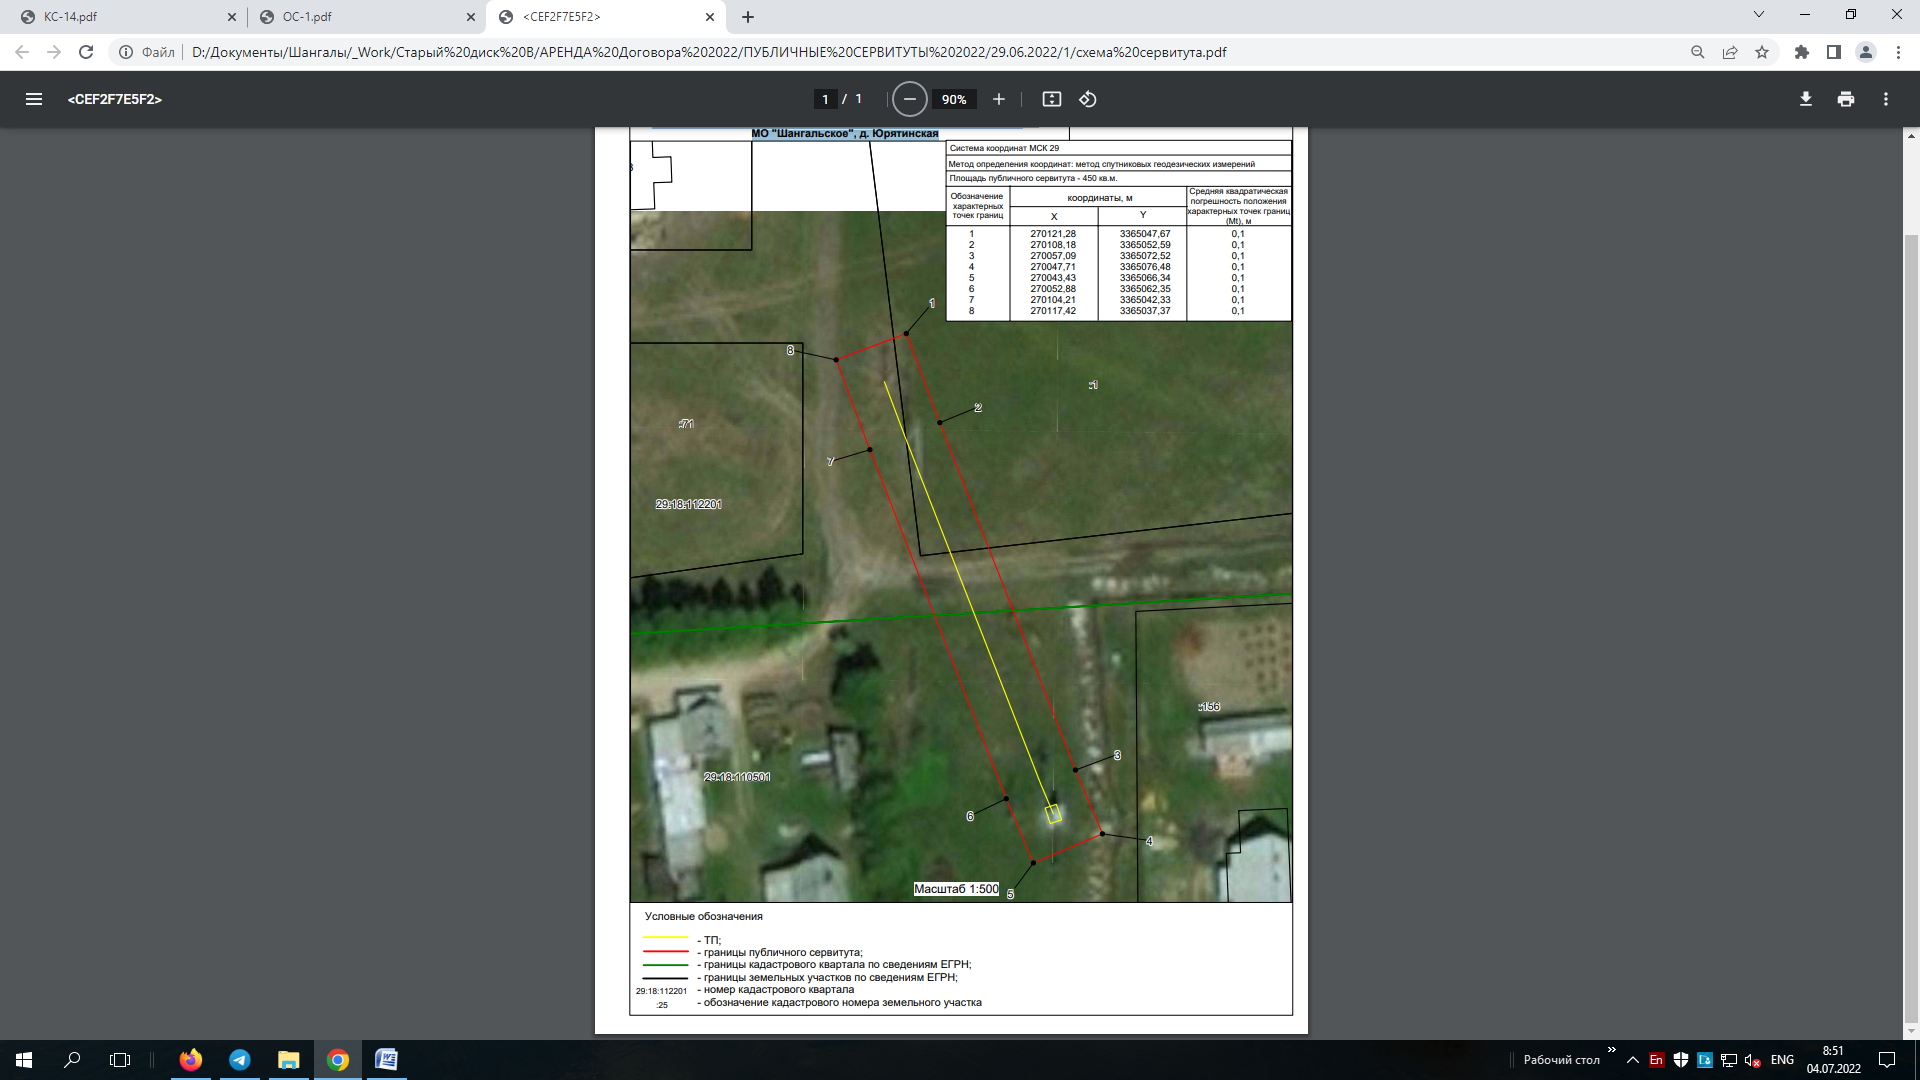 КС-14.pdf
ОС-1.pdf
<CEF2F7E5F2>
Файл
D:/Документы/Шангалы/_Work/Старый%20диск%20B/АРЕНДА%20Договора%202022/ПУБЛИЧНЫЕ%20СЕРВИТУТЫ%202022/29.06.2022/1/схема%20сервитута.pdf
<CEF2F7E5F2>
1 / 1
90%
МО "Шангальское", д. Юрятинская
Система координат МСК 29
Метод определения координат: метод спутниковых геодезических измерений
Площадь публичного сервитута - 450 кв.м.
Обозначение характерных точек границ
координаты, м
X
Y
Средняя квадратическая погрешность положения характерных точек границ (Mt), м
1 270121,28 3365047,67 0,1
2 270108,18 3365052,59 0,1
3 270057,09 3365072,52 0,1
4 270047,71 3365076,48 0,1
5 270043,43 3365066,34 0,1
6 270052,88 3365062,35 0,1
7 270104,21 3365042,33 0,1
8 270117,42 3365037,37 0,1
1
8
:1
2
:71
7
29:18:112201
:156
3
29:18:110501
6
4
Масштаб 1:500
5
Условные обозначения
- ТП;
- границы публичного сервитута;
- границы кадастрового квартала по сведениям ЕГРН;
- границы земельных участков по сведениям ЕГРН;
29:18:112201 - номер кадастрового квартала
:25 - обозначение кадастрового номера земельного участка
Рабочий стол
En
ENG
8:51
04.07.2022